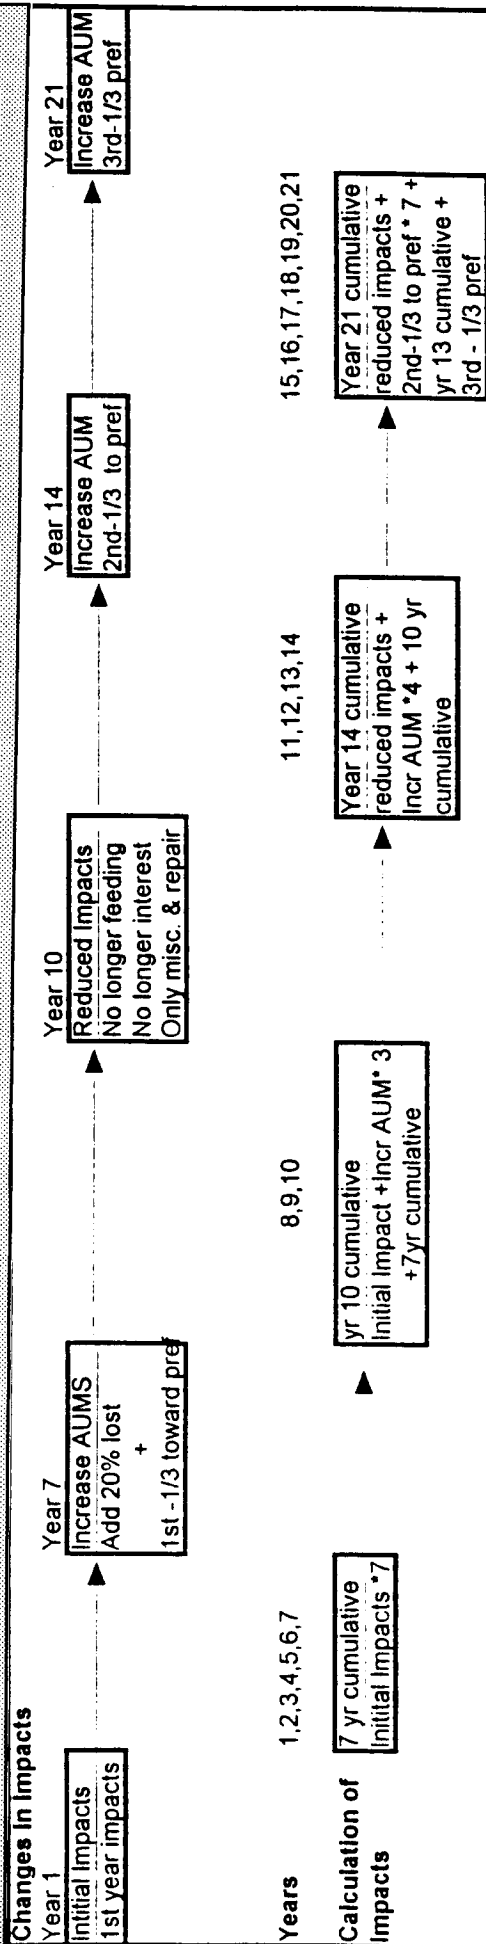 Changes in Impacts
Year 1
Intitial Impacts
1st year impacts
Year 7
Increase AUMS
Add 20% lost
+
1st -1/3 toward pref
Year 10
Reduced Impacts
No longer feeding
No longer interest
Only misc. & repair
Year 14
Increase AUM
2nd-1/3 to pref
Year 21
Increase AUM
3rd-1/3 pref
Years
1,2,3,4,5,6,7
8,9,10
11,12,13,14
15,16,17,18,19,20,21
Calculation of
Impacts
7 yr cumulative
Initital Impacts *7
yr 10 cumulative
Initial Impact +Incr AUM* 3
+7yr cumulative
Year 14 cumulative
reduced impacts +
Incr AUM *4 + 10 yr
cumulative
Year 21 cumulative
reduced impacts +
2nd-1/3 to pref * 7 +
yr 13 cumulative +
3rd - 1/3 pref